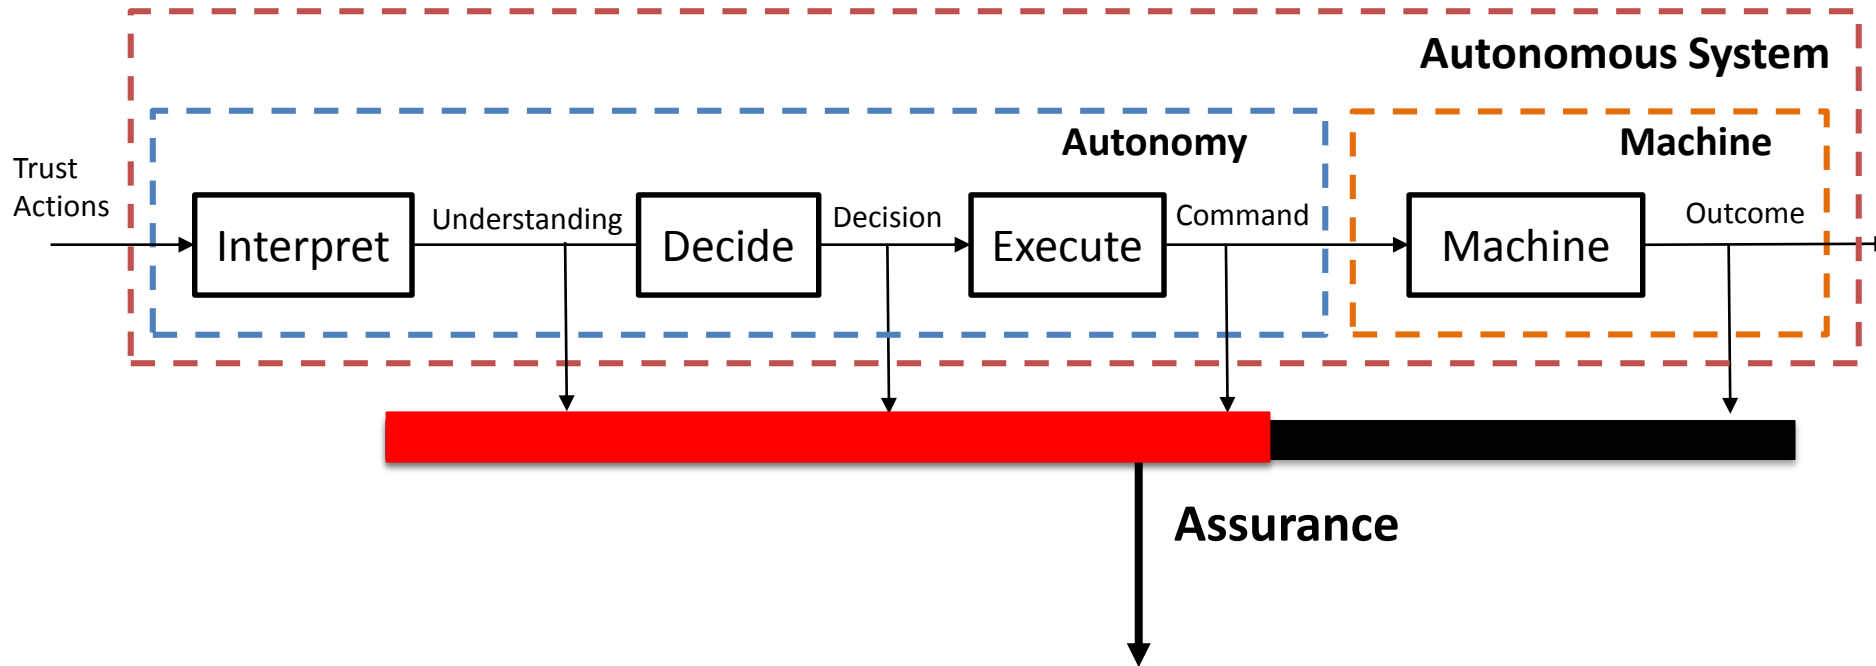 Autonomous System
Autonomy
Machine
Trust
Actions
Interpret
Understanding
Decide
Decision
Execute
Command
Machine
Outcome
Assurance